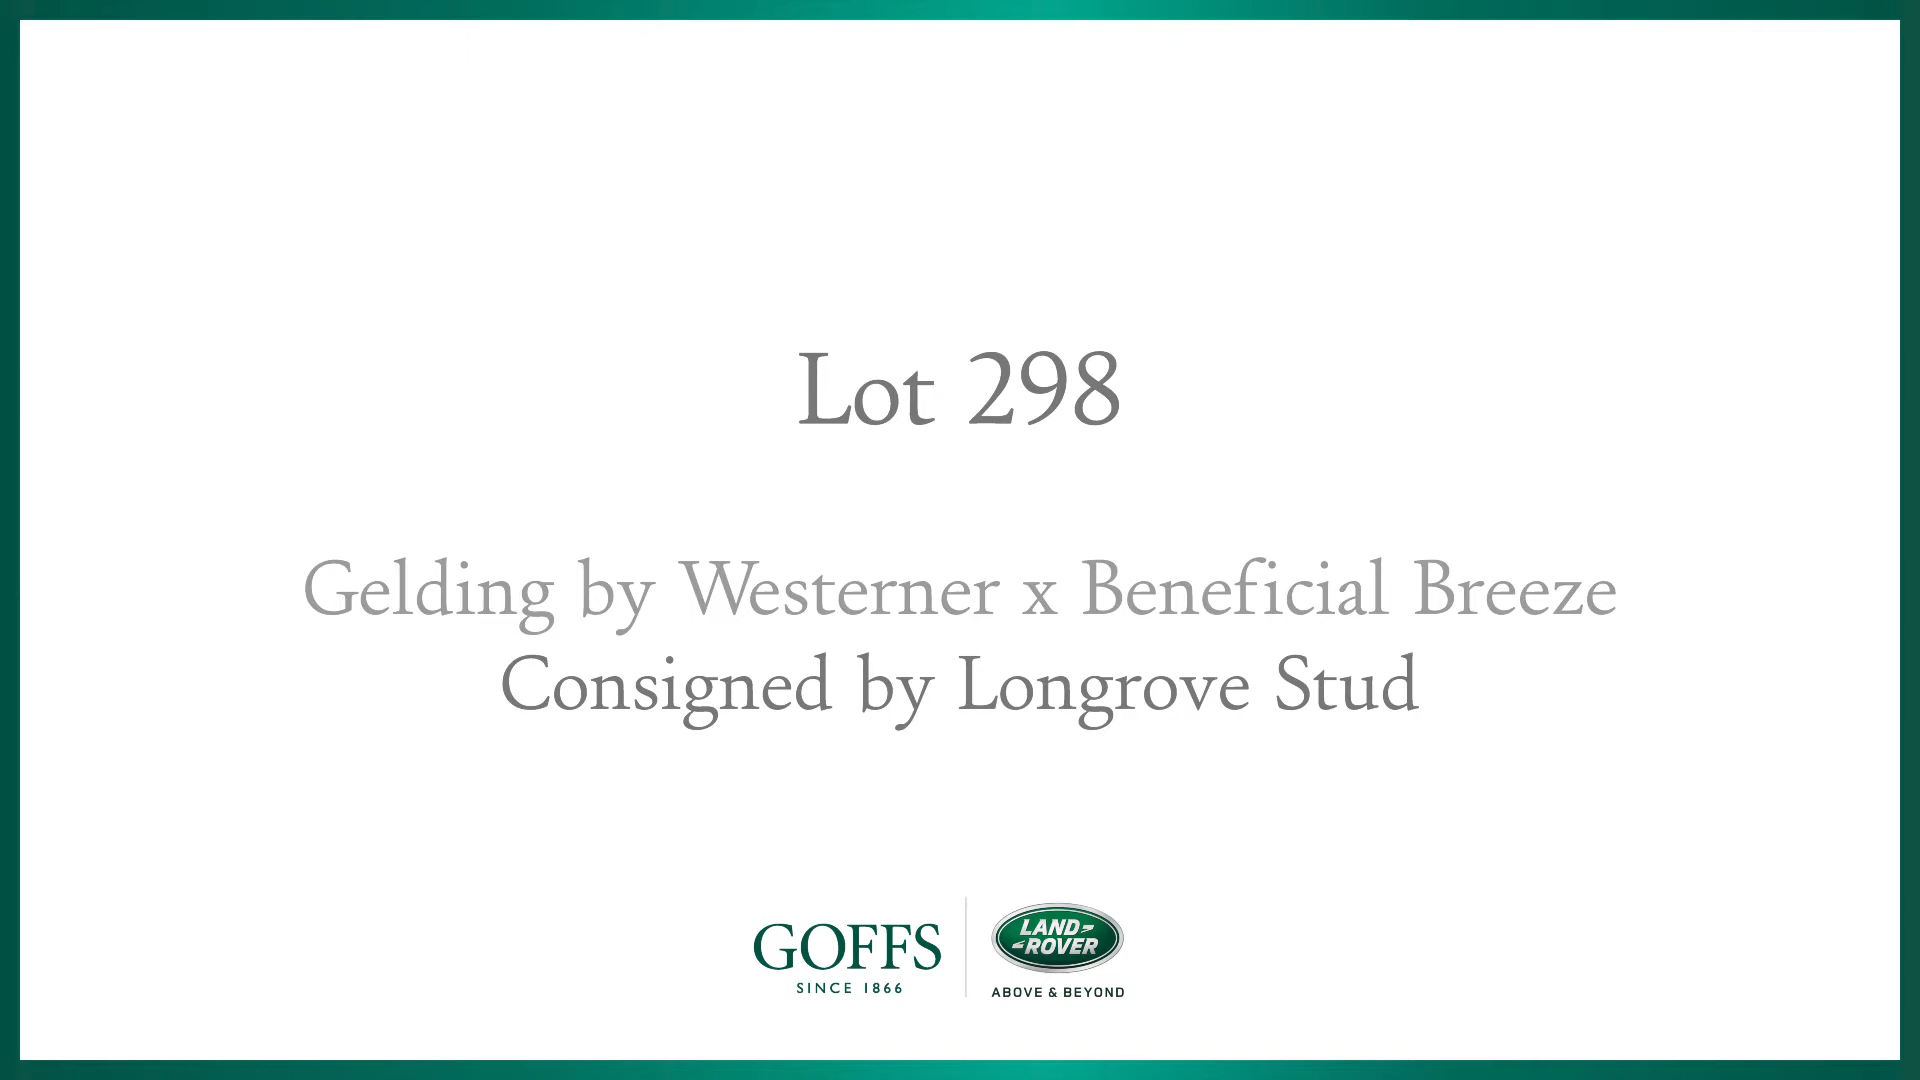 Lot 298
Gelding by Westerner x Beneficial Breeze
Consigned by Longrove Stud
GOFFS
SINCE 1866
LAND-
-ROVER
ABOVE & BEYOND